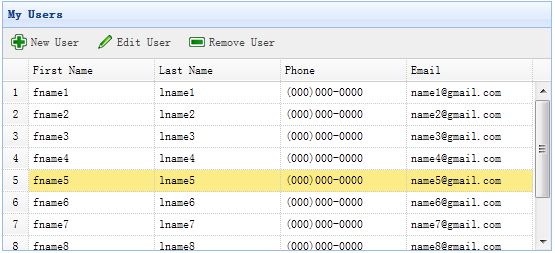 My Users
New User Edit User Remove User
First Name Last Name Phone Email
1 fname1 lname1 (000)000-0000 name1@gmail.com
2 fname2 lname2 (000)000-0000 name2@gmail.com
3 fname3 lname3 (000)000-0000 name3@gmail.com
4 fname4 lname4 (000)000-0000 name4@gmail.com
5 fname5 lname5 (000)000-0000 name5@gmail.com
6 fname6 lname6 (000)000-0000 name6@gmail.com
7 fname7 lname7 (000)000-0000 name7@gmail.com
8 fname8 lname8 (000)000-0000 name8@gmail.com